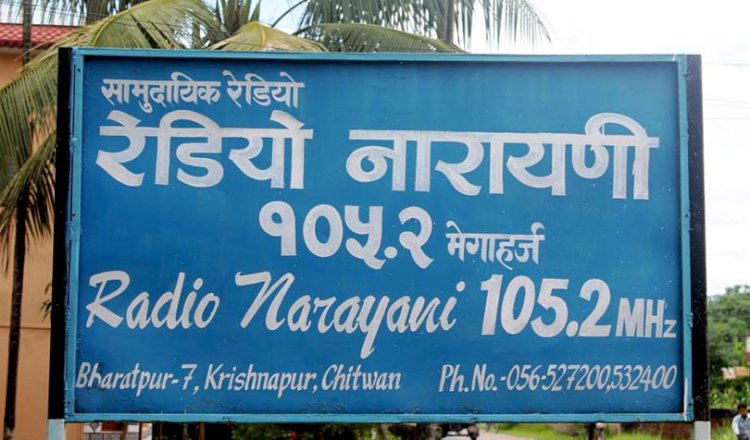 सामुदायिक रेडियो
रेडियो नारायणी
१०५.२ मेगाहर्ज
Radio Narayani 105.2 MHz
Bharatpur-7, Krishnapur, Chitwan Ph. No.-056-527200,532400